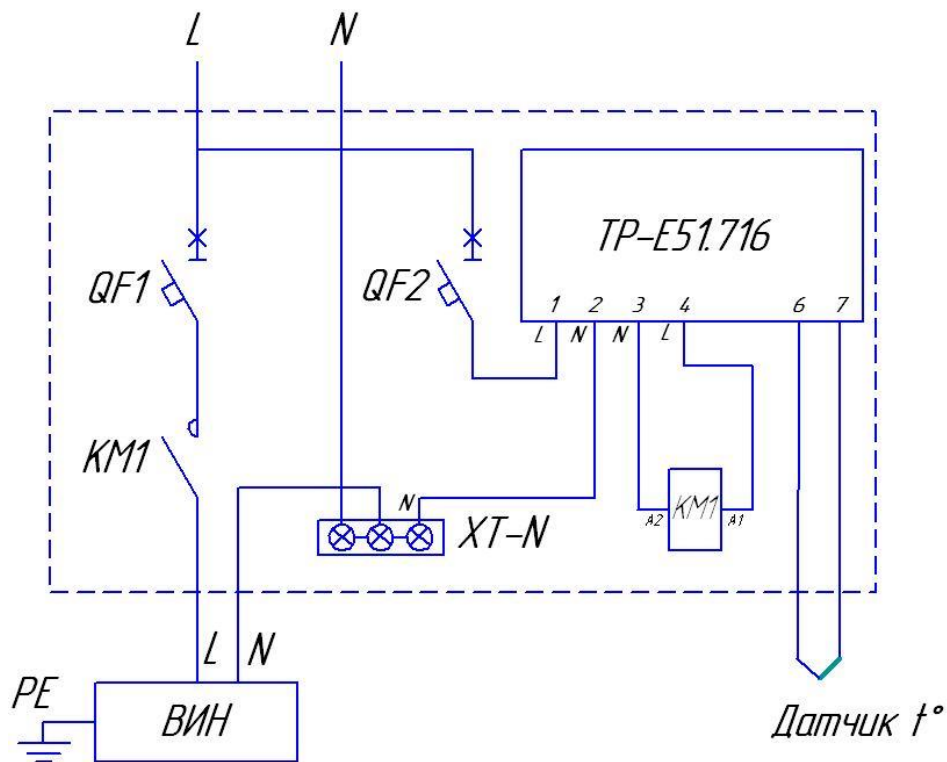 L N
ТР-Е51.716
QF1 QF2
1 2 3 4 6 7
L N N L
KM1
N
XT-N
A2 KM1 A1
L N
PE
ВИН
Датчик t°